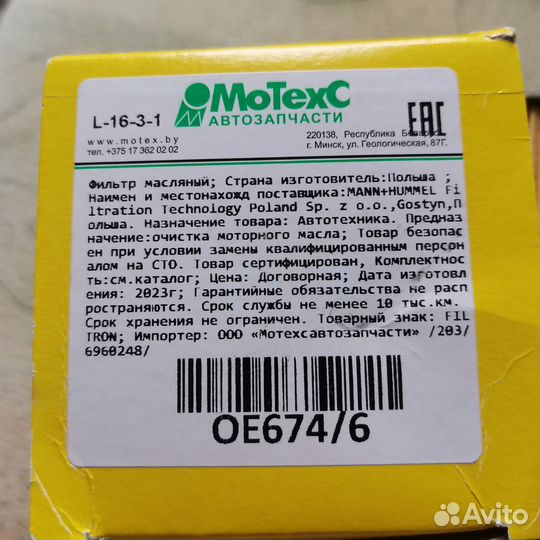 МоТехС
АВТОЗАПЧАСТИ
EAC
L-16-3-1
www.motex.by
тел. +375 17 362 02 02
220138, Республика
г. Минск, ул. Геологическая, 87Г.
Фильтр масляный; Страна изготовитель:Польша ;
Наимен и местонахожд поставщика:MANN+HUMMEL Fi
ltration Technology Poland Sp. z o.o.,Gostyn,П
ольша. Назначение товара: Автотехника. Предназ
начение:очистка моторного масла; Товар безопас
ен при условии замены квалифицированным персон
алом на СТО. Товар сертифицирован, Комплектнос
ть:см.каталог; Цена: Договорная; Дата изготовл
ения: 2023г; Гарантийные обязательства не расп
ространяются. Срок службы не менее 10 тыс.км.
Срок хранения не ограничен. Товарный знак: FIL
TRON; Импортер: ООО «Мотехсавтозапчасти» /203/
6960248/
OE674/6
Avito